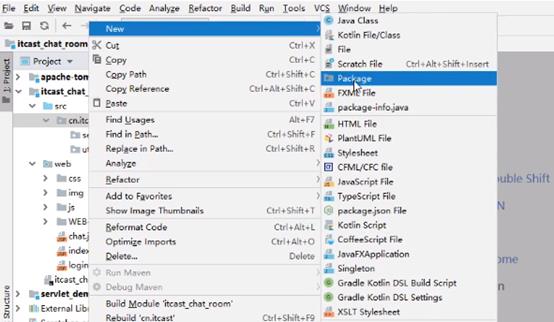 File Edit View Navigate Code Analyze Refactor Build Run Tools VCS Window Help
itcast_chat_room
1: Project
Structure
Project
apache-tom
itcast_ch
src
cn.itc
se
ut
web
css
img
js
WEB-
chat.j
index
login
itcast_ch
servlet_dem
External Libr
New
Cut Ctrl+X
Copy Ctrl+C
Copy Path Ctrl+Shift+C
Copy Reference Ctrl+Alt+Shift+C
Paste Ctrl+V
Find Usages Alt+F7
Find in Path... Ctrl+Shift+F
Replace in Path... Ctrl+Shift+R
Analyze
Refactor
Add to Favorites
Show Image Thumbnails Ctrl+Shift+T
Reformat Code Ctrl+Alt+L
Optimize Imports Ctrl+Alt+O
Delete... Delete
Run Maven
Debug Maven
Build Module 'itcast_chat_room'
Rebuild 'cn.itcast' Ctrl+Shift+F9
Java Class
Kotlin File/Class
File
Scratch File Ctrl+Alt+Shift+Insert
Package
FXML File
package-info.java
HTML File
PlantUML File
Stylesheet
CFML/CFC file
JavaScript File
TypeScript File
package.json File
Kotlin Script
CoffeeScript File
JavaFXApplication
Singleton
Gradle Kotlin DSL Build Script
Gradle Kotlin DSL Settings
XSLT Stylesheet
ouble Shift
N
ome